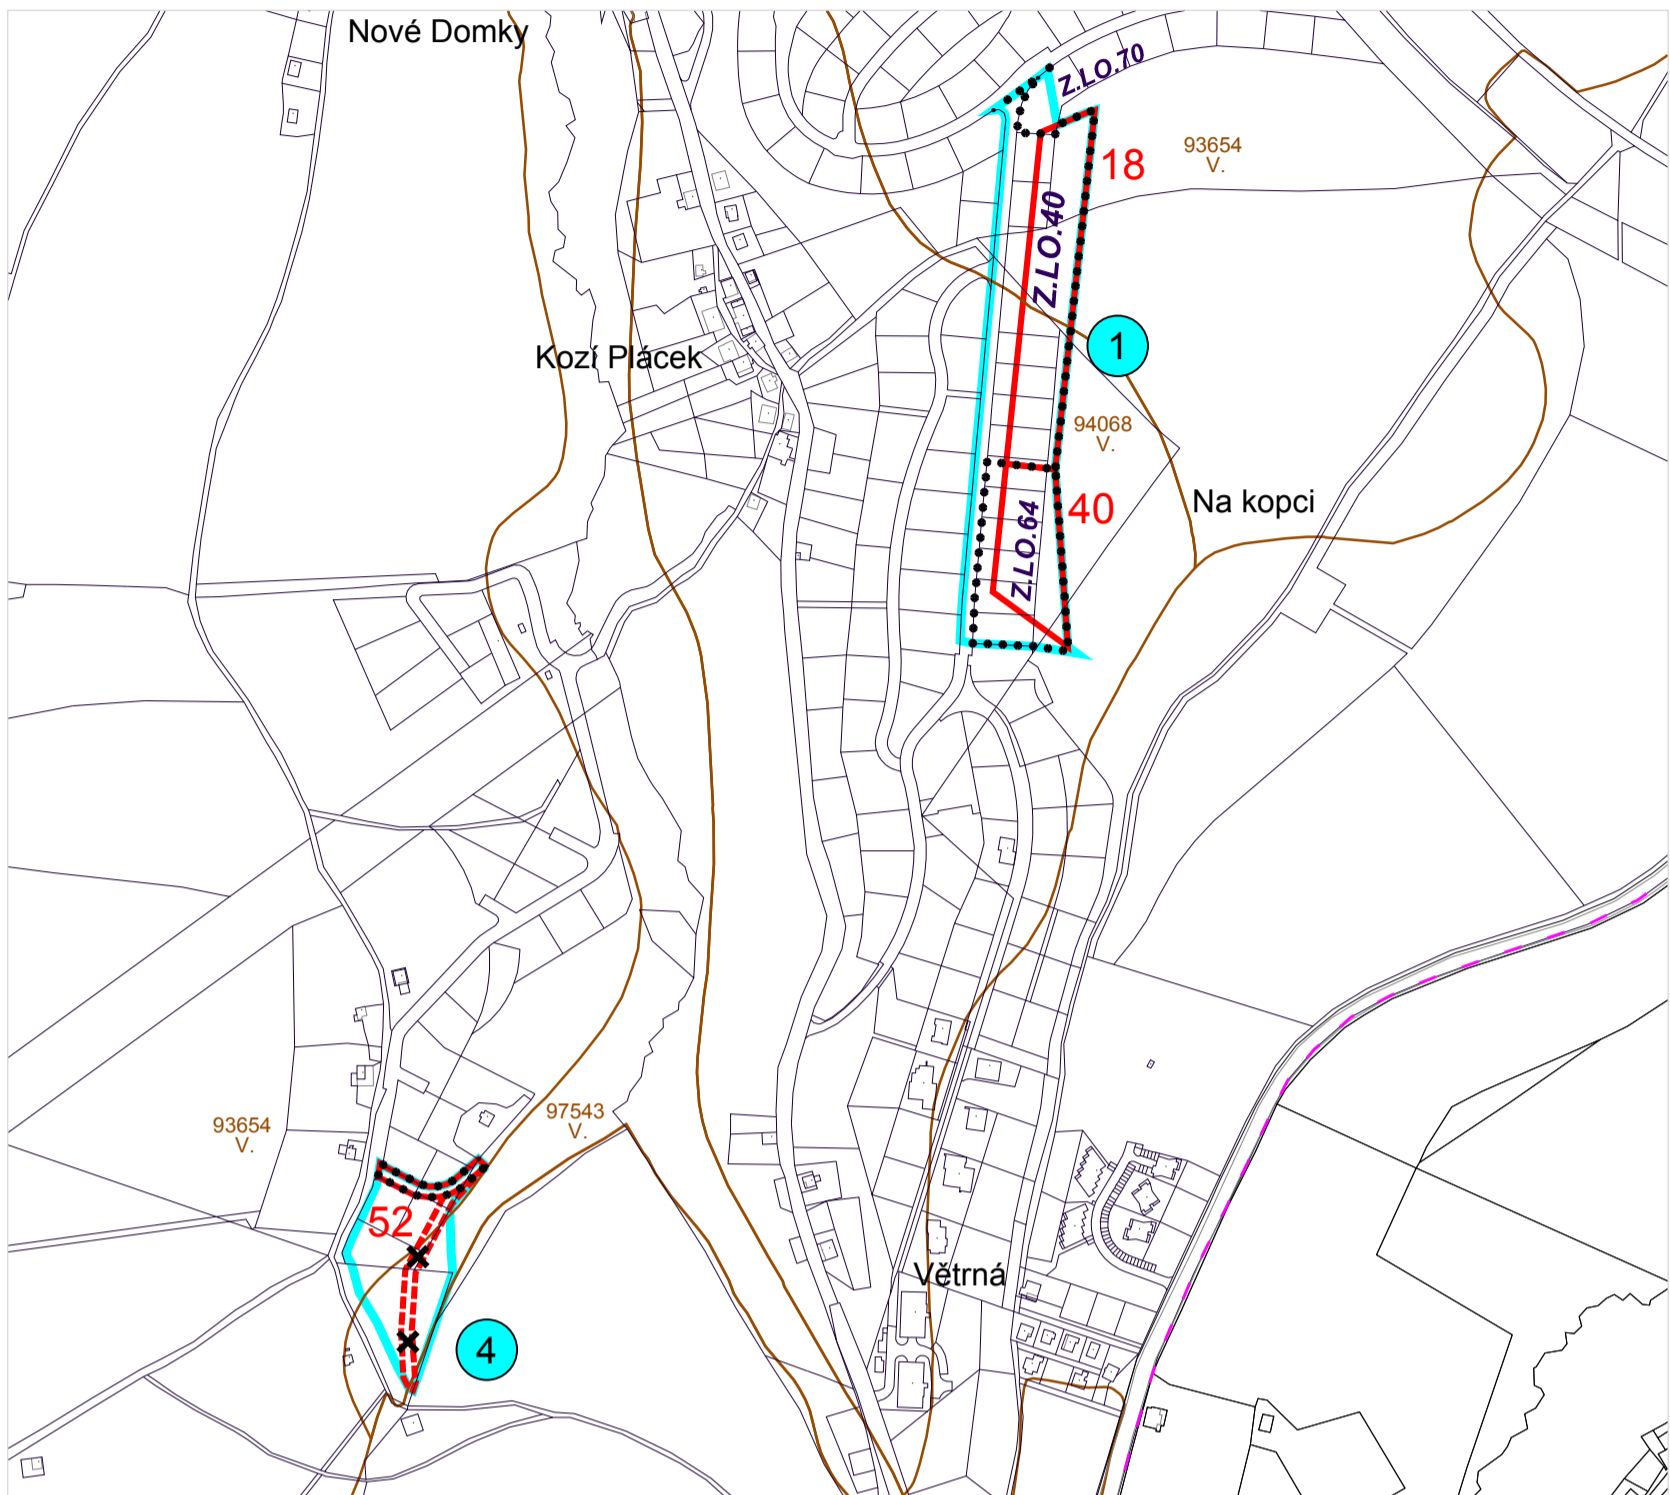 Nové Domky
Z.LO.70
18
93654
V.
Z.LO.40
1
Kozí Plácek
94068
V.
Na kopci
40
Z.LO.64
93654
V.
97543
V.
52
Větrná
4